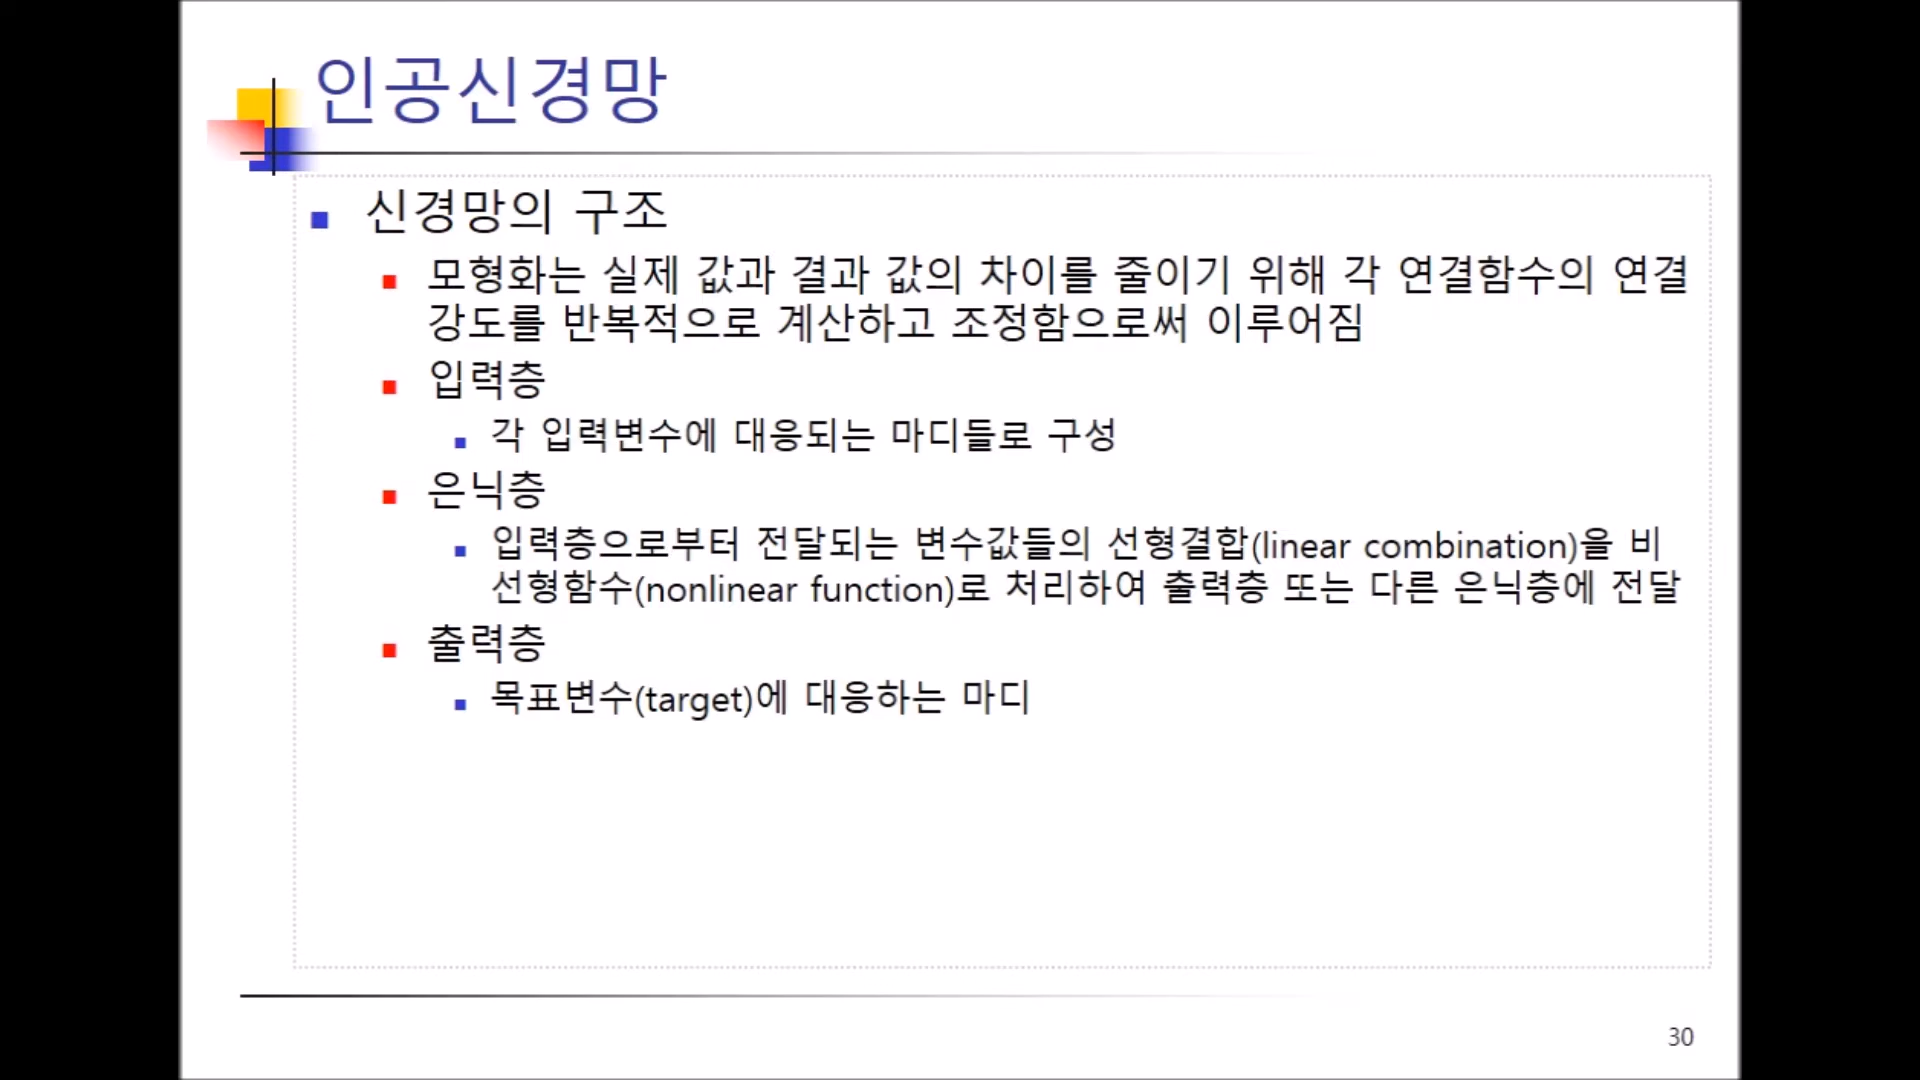 인공신경망
신경망의 구조
모형화는 실제 값과 결과 값의 차이를 줄이기 위해 각 연결함수의 연결
강도를 반복적으로 계산하고 조정함으로써 이루어짐
입력층
각 입력변수에 대응되는 마디들로 구성
은닉층
입력층으로부터 전달되는 변수값들의 선형결합(linear combination)을 비
선형함수(nonlinear function)로 처리하여 출력층 또는 다른 은닉층에 전달
출력층
목표변수(target)에 대응하는 마디
30